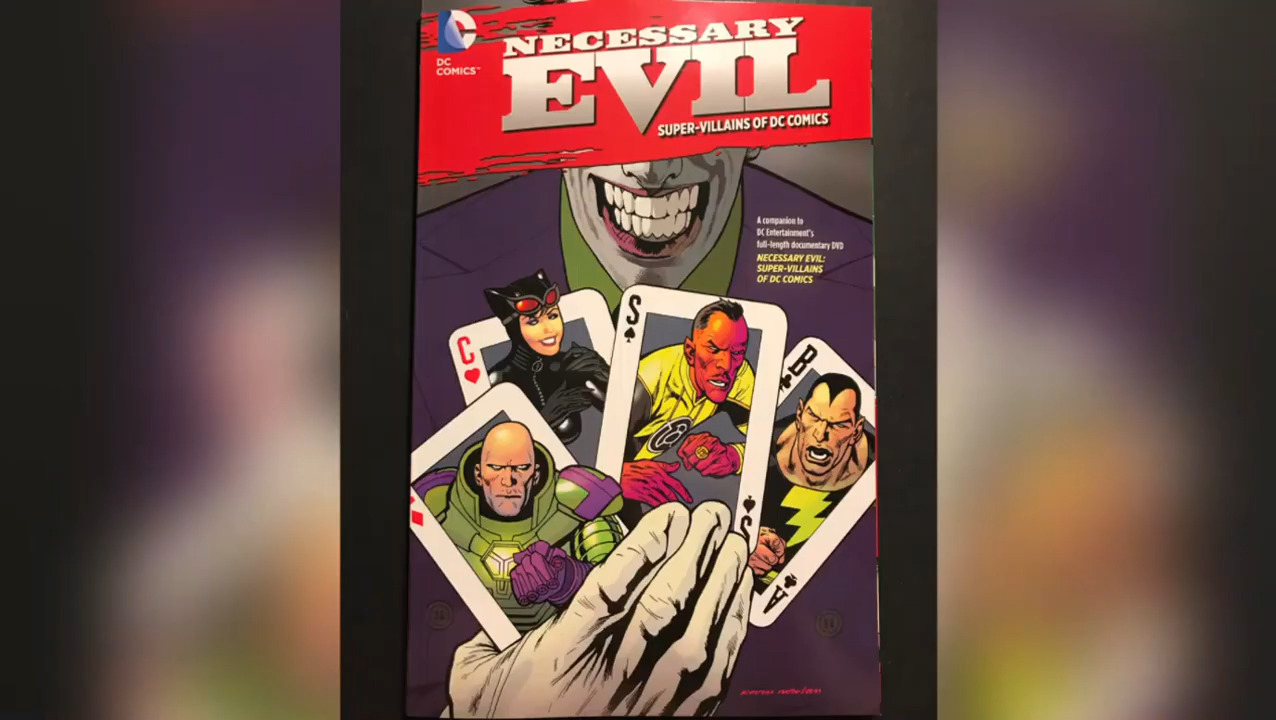 DC
COMICS™
NECESSARY
EVIL
SUPER-VILLAINS OF DC COMICS
A companion to
DC Entertainment's
full-length documentary DVD
NECESSARY EVIL:
SUPER-VILLAINS
OF DC COMICS
C
S
B
S
A